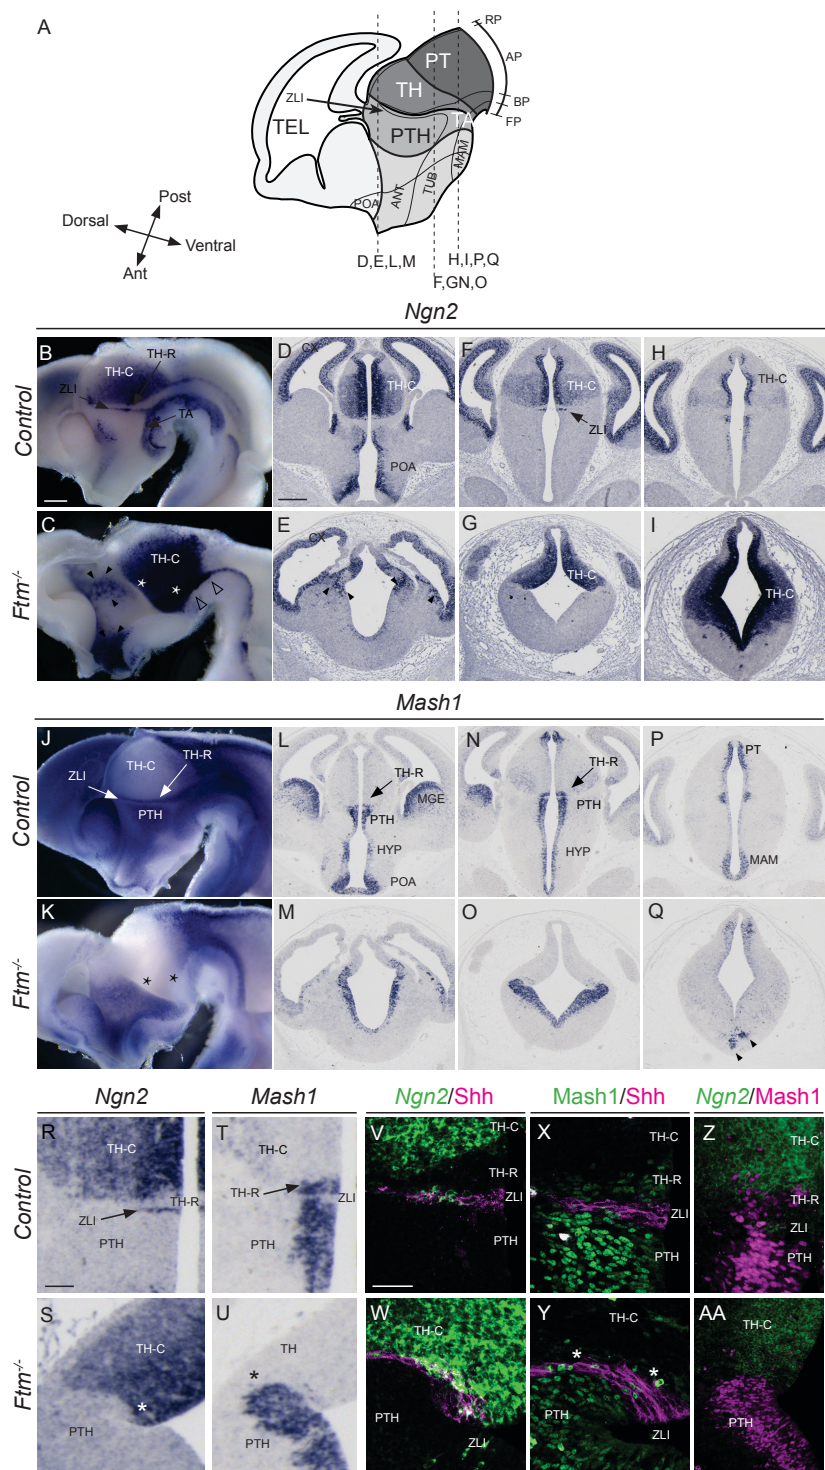 A
RP
PT
AP
TH
ZLI
BP
TEL
TA
FP
PTH
MAM
TUB
ANT
POA
Post
Dorsal
Ventral
Ant
D,E,L,M
H,I,P,Q
F,GN,O
Ngn2
Control
B
TH-R
TH-C
ZLI
TA
D
CX
TH-C
POA
F
TH-C
ZLI
H
TH-C
Ftm-/-
C
TH-C
* *
E
CX
G
TH-C
I
TH-C
Mash1
Control
J
TH-C
TH-R
ZLI
PTH
L
TH-R
MGE
PTH
HYP
POA
N
TH-R
PTH
HYP
P
PT
MAM
Ftm-/-
K
* *
M
O
Q
Ngn2
Mash1
Ngn2/Shh
Mash1/Shh
Ngn2/Mash1
Control
R
TH-C
TH-R
ZLI
PTH
T
TH-C
TH-R
ZLI
PTH
V
TH-C
TH-R
ZLI
PTH
X
TH-C
TH-R
ZLI
PTH
Z
TH-C
TH-R
ZLI
PTH
Ftm-/-
S
TH-C
*
PTH
U
TH
*
PTH
W
TH-C
PTH
ZLI
Y
TH-C
* *
PTH
ZLI
AA
TH-C
PTH